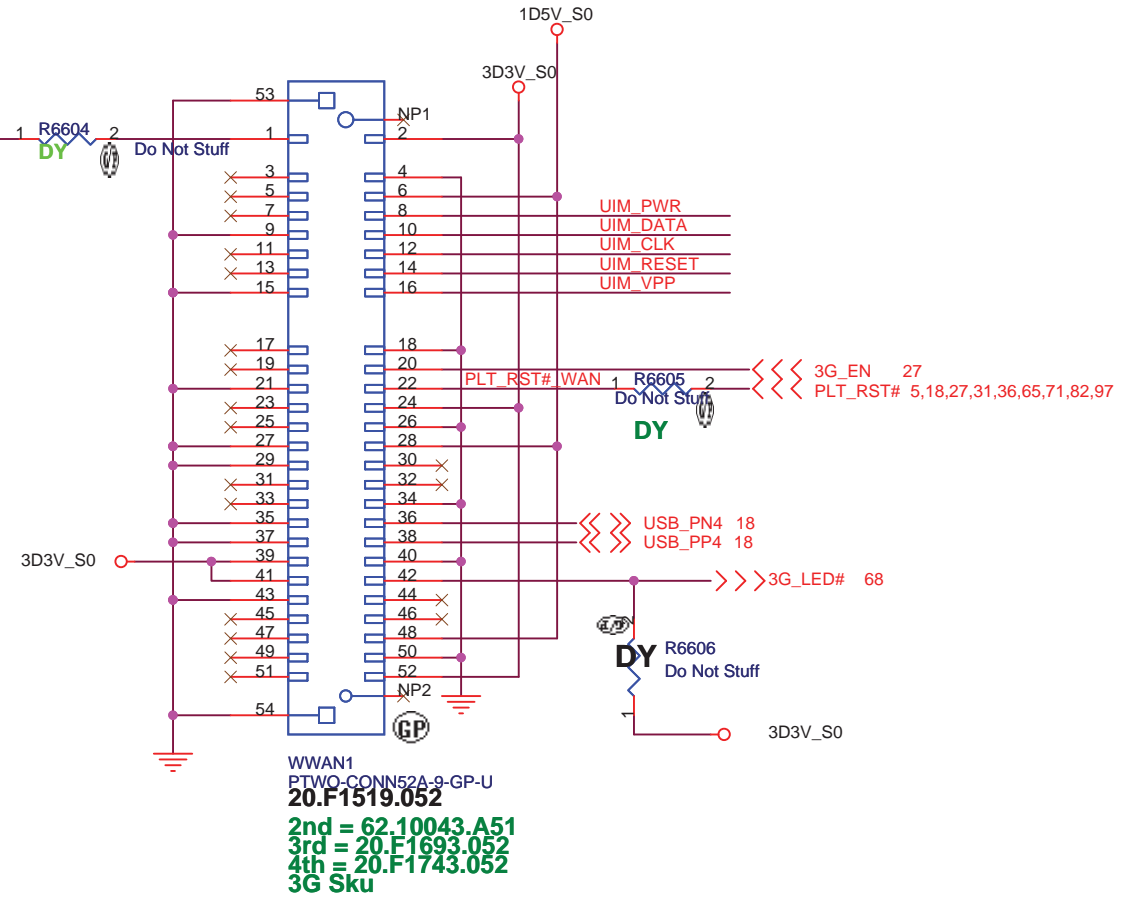 1D5V_S0
3D3V_S0
53
NP1
1 R6604 2
1
2
DY
Do Not Stuff
3
4
5
6
7
8
UIM_PWR
9
10
UIM_DATA
11
12
UIM_CLK
13
14
UIM_RESET
15
16
UIM_VPP
17
18
19
20
3G_EN 27
21
22
PLT_RST#_WAN
1 R6605 2
PLT_RST# 5,18,27,31,36,65,71,82,97
Do Not Stuff
23
24
25
26
DY
27
28
29
30
31
32
33
34
35
36
USB_PN4 18
37
38
USB_PP4 18
3D3V_S0
39
40
41
42
3G_LED# 68
43
44
45
46
2
47
48
R6606
DY
49
50
Do Not Stuff
51
52
NP2
1
54
GP
3D3V_S0
WWAN1
PTWO-CONN52A-9-GP-U
20.F1519.052
2nd = 62.10043.A51
3rd = 20.F1693.052
4th = 20.F1743.052
3G Sku